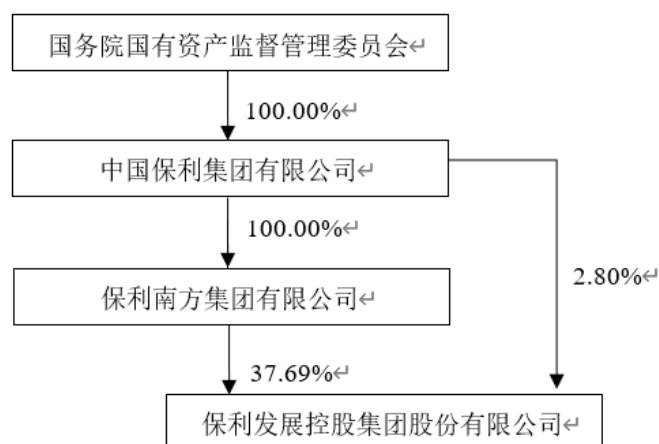 国务院国有资产监督管理委员会↵
100.00%↵
中国保利集团有限公司↵
100.00%↵
2.80%↵
保利南方集团有限公司↵
37.69%↵
保利发展控股集团股份有限公司↵